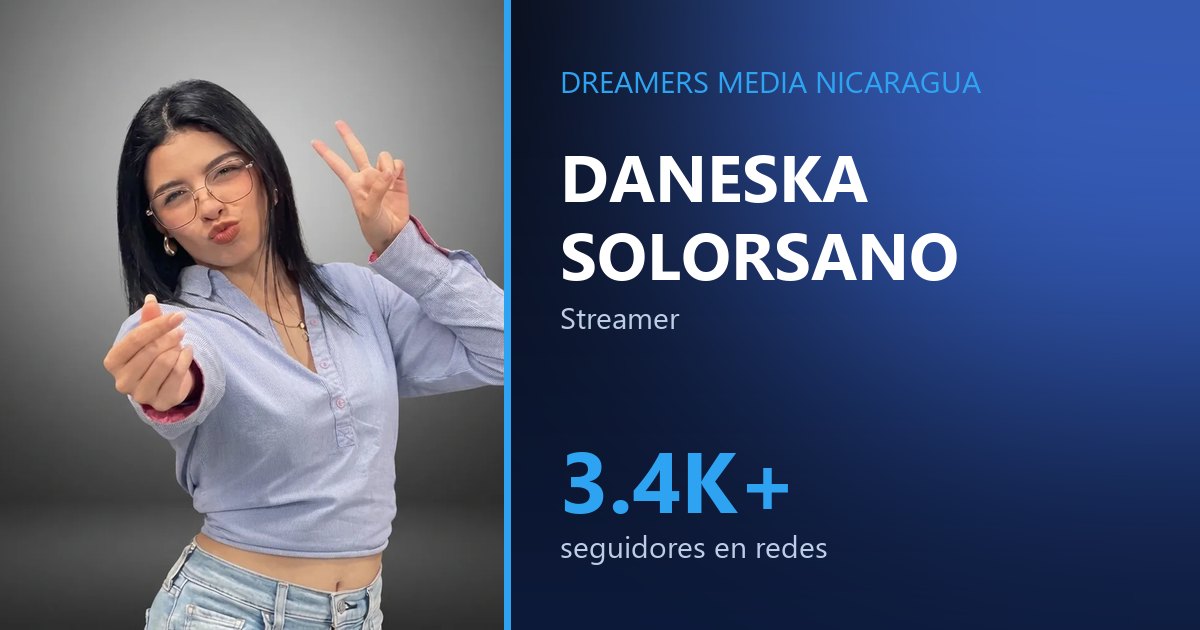 DREAMERS MEDIA NICARAGUA
DANESKA
SOLORSANO
Streamer
3.4K+
seguidores en redes